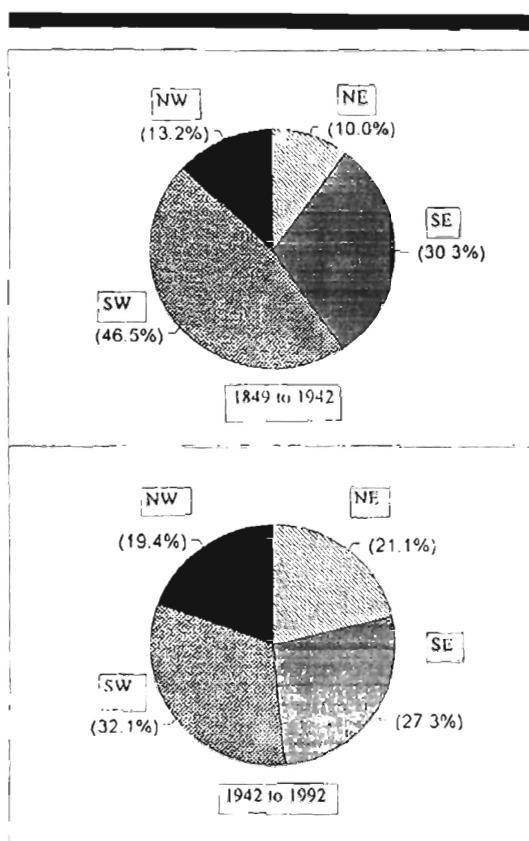 NW NE
(13.2%) (10.0%)
SE
(30.3%)
SW
(46.5%)
1849 to 1942
NW NE
(19.4%) (21.1%)
SE
SW
(32.1%) (27.3%)
1942 to 1992